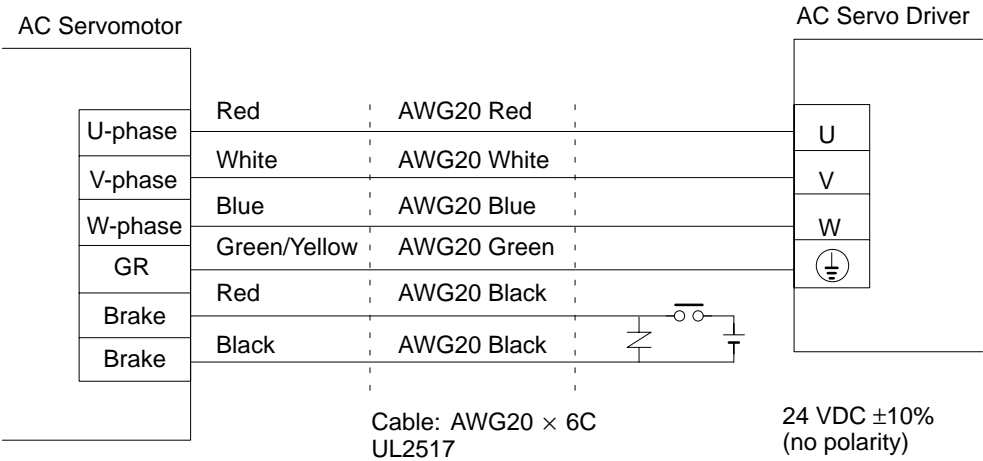 AC Servomotor
AC Servo Driver
U-phase
Red
AWG20 Red
U
V-phase
White
AWG20 White
V
W-phase
Blue
AWG20 Blue
W
GR
Green/Yellow
AWG20 Green
Brake
Red
AWG20 Black
Brake
Black
AWG20 Black
Cable: AWG20 × 6C
UL2517
24 VDC ±10%
(no polarity)